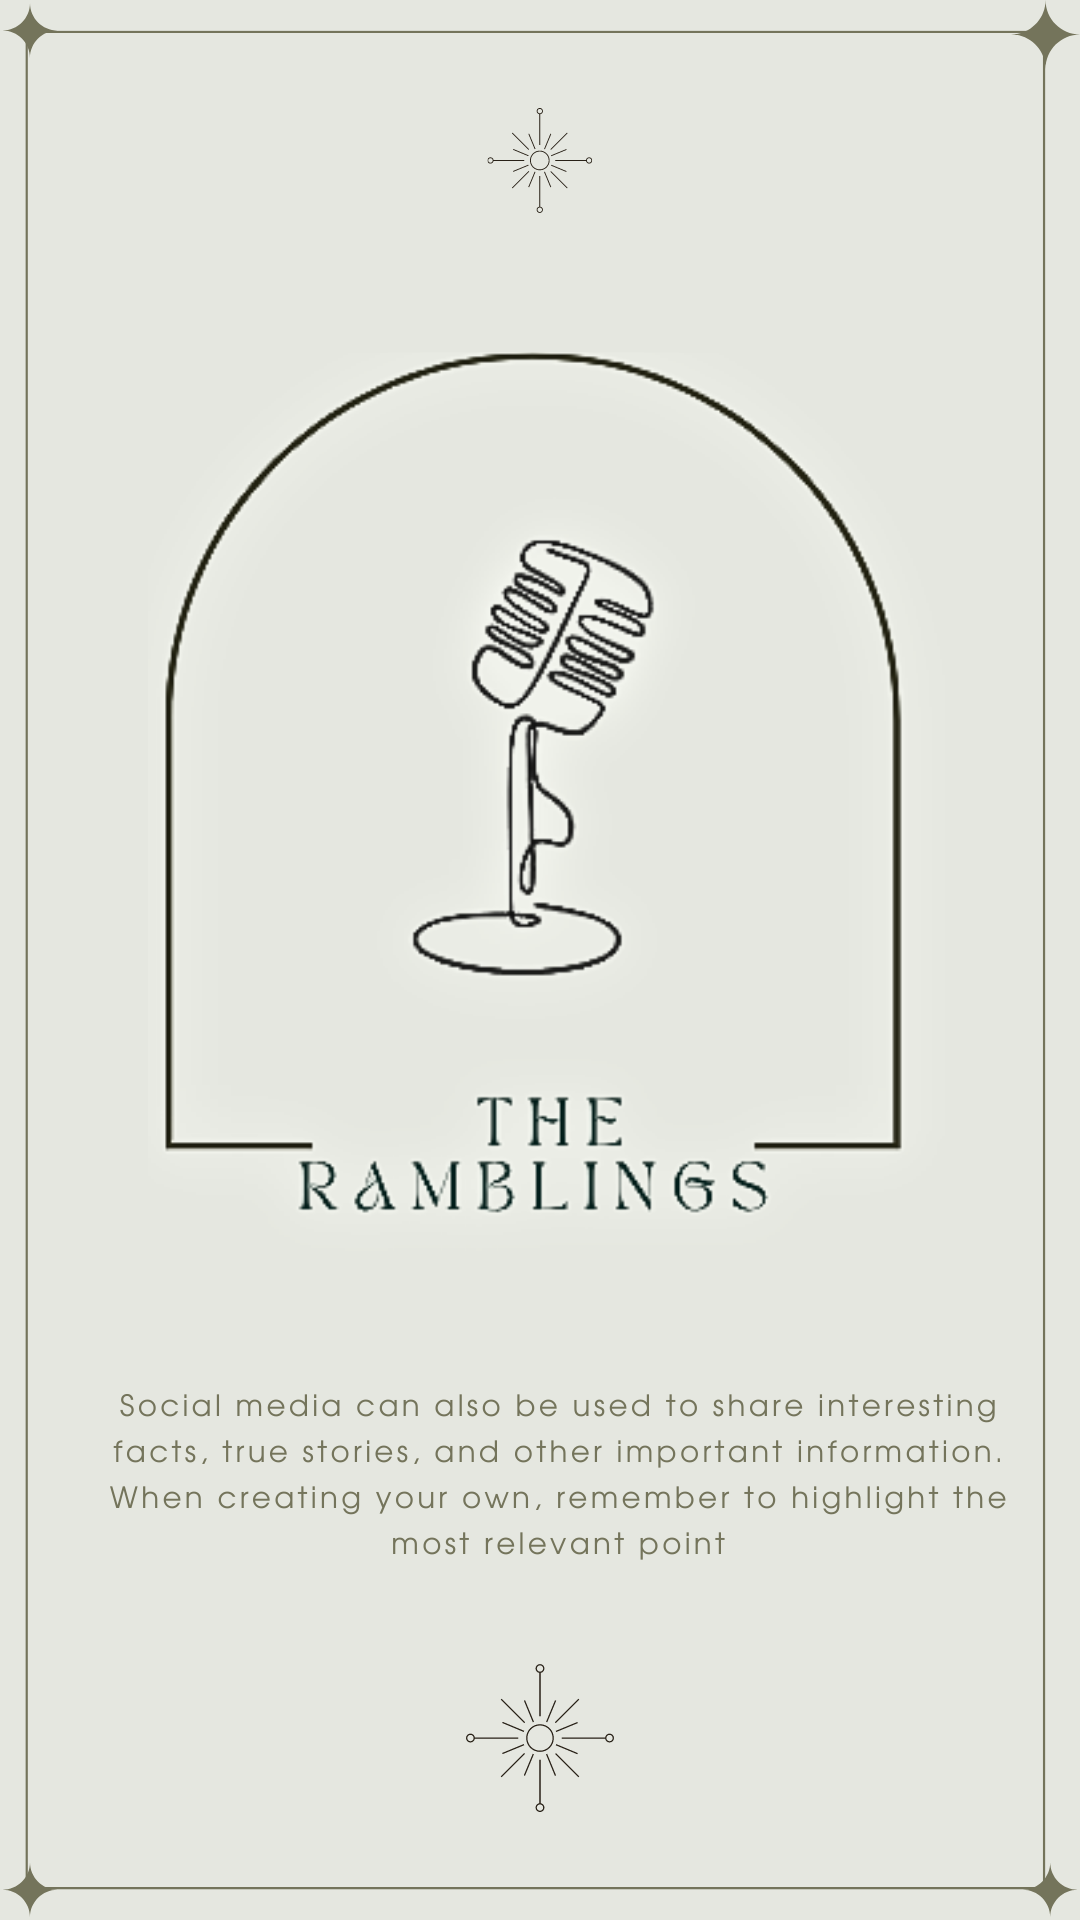 THE
RAMBLINGS
Social media can also be used to share interesting
facts, true stories, and other important information.
When creating your own, remember to highlight the
most relevant point